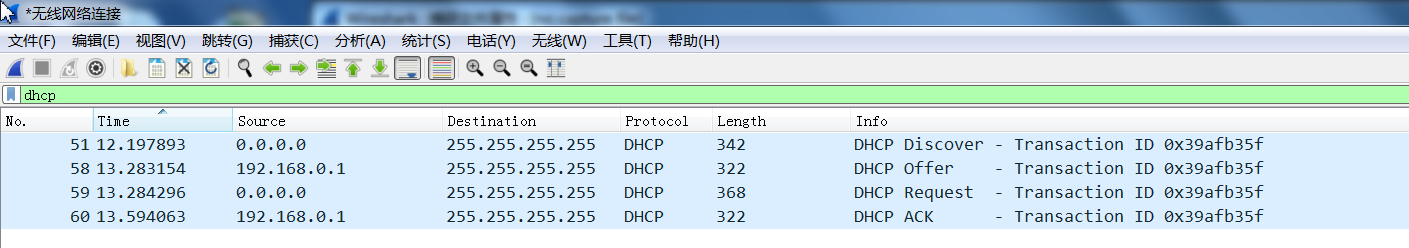 *无线网络连接
文件(F) 编辑(E) 视图(V) 跳转(G) 捕获(C) 分析(A) 统计(S) 电话(Y) 无线(W) 工具(T) 帮助(H)
dhcp
No. Time Source Destination Protocol Length Info
51 12.197893 0.0.0.0 255.255.255.255 DHCP 342 DHCP Discover - Transaction ID 0x39afb35f
58 13.283154 192.168.0.1 255.255.255.255 DHCP 322 DHCP Offer - Transaction ID 0x39afb35f
59 13.284296 0.0.0.0 255.255.255.255 DHCP 368 DHCP Request - Transaction ID 0x39afb35f
60 13.594063 192.168.0.1 255.255.255.255 DHCP 322 DHCP ACK - Transaction ID 0x39afb35f